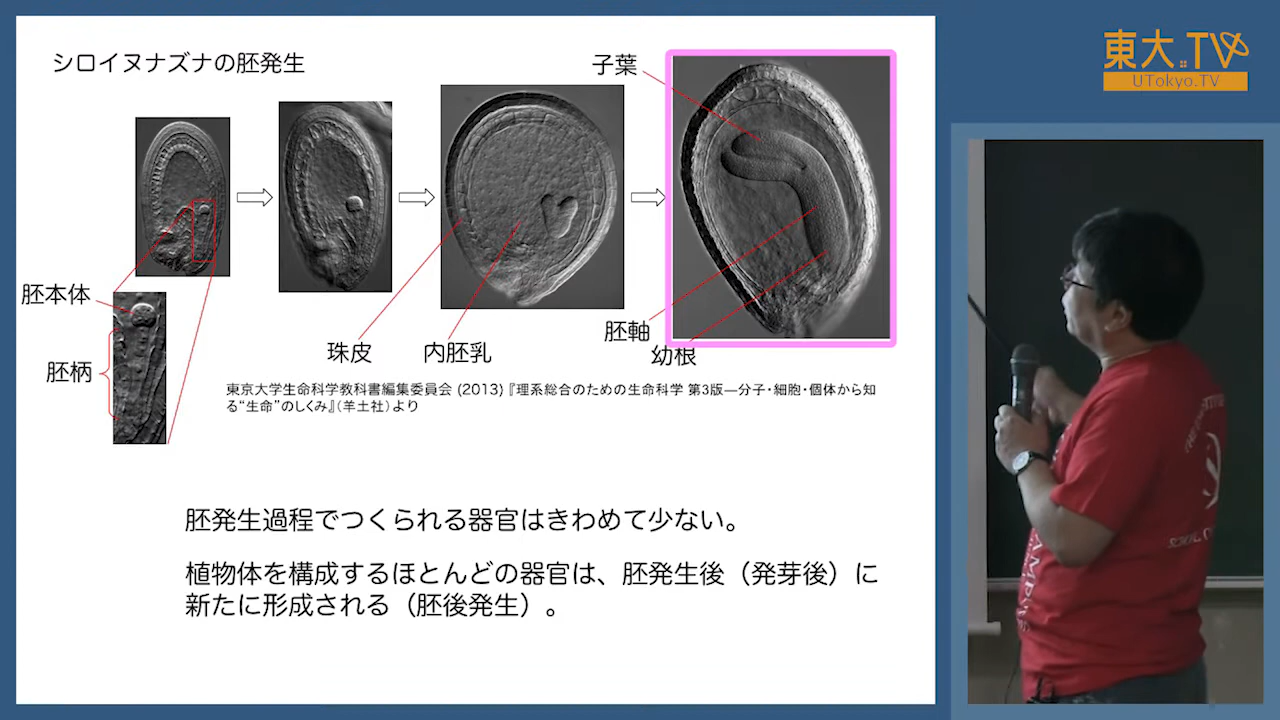 シロイヌナズナの胚発生
子葉
胚本体
胚柄
珠皮
内胚乳
胚軸
幼根
東京大学生命科学教科書編集委員会 (2013)『理系総合のための生命科学 第3版—分子・細胞・個体から知
る“生命”のしくみ』(羊土社)より
胚発生過程でつくられる器官はきわめて少ない。
植物体を構成するほとんどの器官は、胚発生後（発芽後）に
新たに形成される（胚後発生）。
東大.TV
UTokyo.TV